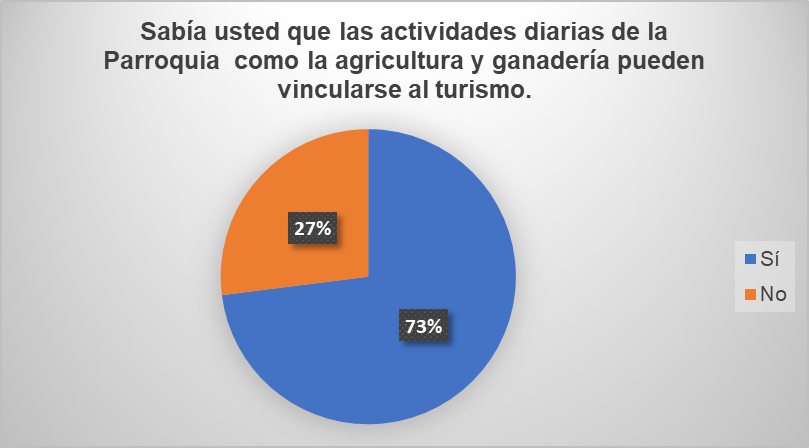 Sabía usted que las actividades diarias de la
Parroquia  como la agricultura y ganadería pueden
vincularse al turismo.
27%
73%
Sí
No